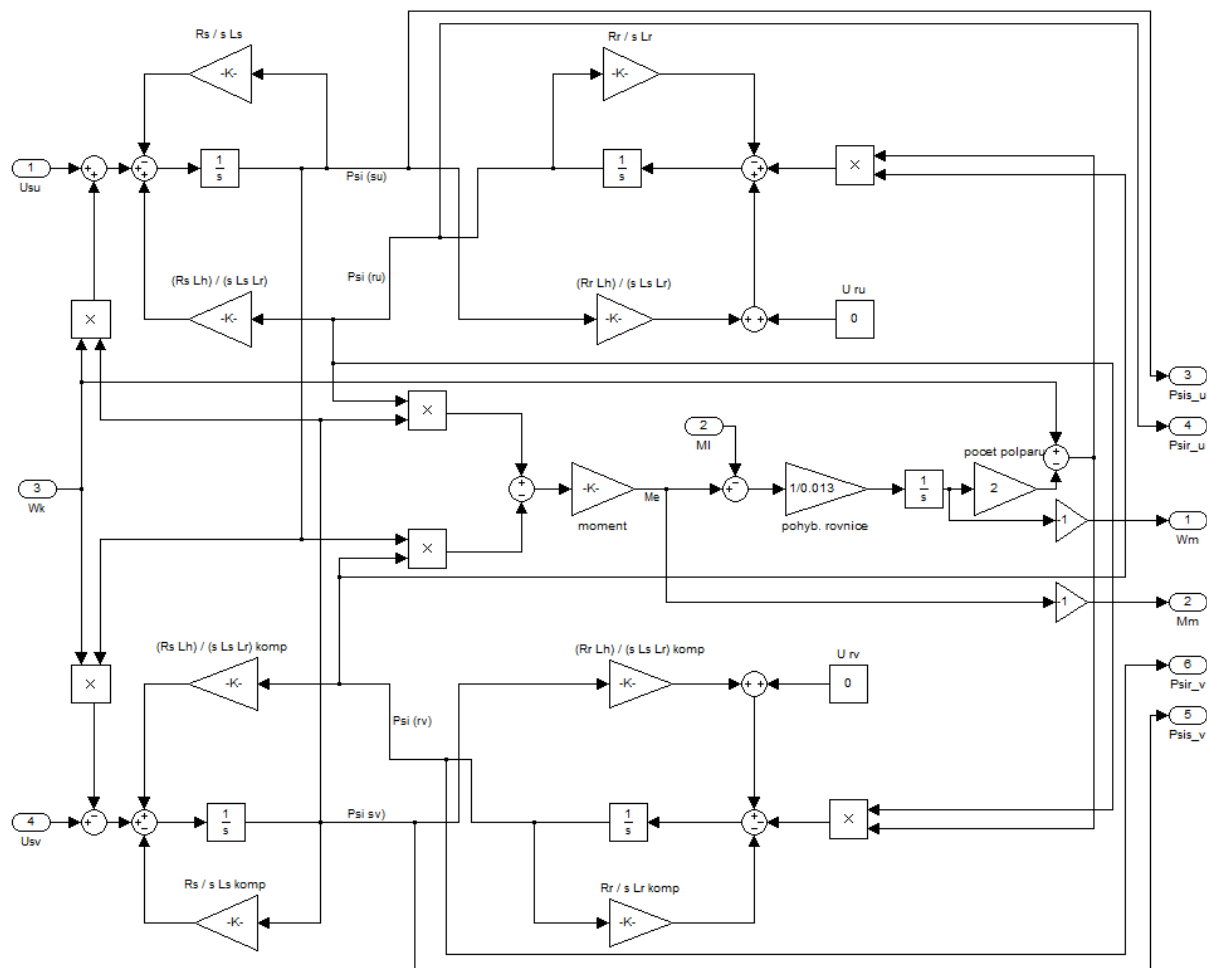 Rs / s Ls
-K-
Rr / s Lr
-K-
1
Usu
+
+
−
+
+
1
s
Psi (su)
1
s
−
+
+
×
Psi (ru)
(Rs Lh) / (s Ls Lr)
-K-
(Rr Lh) / (s Ls Lr)
-K-
+ +
U ru
0
×
3
Psis_u
×
2
Ml
4
Psir_u
pocet polparu
+
−
3
Wk
+
−
-K-
moment
Me
+ −
1/0.013
pohyb. rovnice
1
s
2
-1
1
Wm
×
-1
2
Mm
×
(Rs Lh) / (s Ls Lr) komp
-K-
(Rr Lh) / (s Ls Lr) komp
-K-
+ +
U rv
0
6
Psir_v
Psi (rv)
5
Psis_v
4
Usv
−
+
+
+
−
1
s
Psi sv)
1
s
+
−
−
×
Rs / s Ls komp
-K-
Rr / s Lr komp
-K-